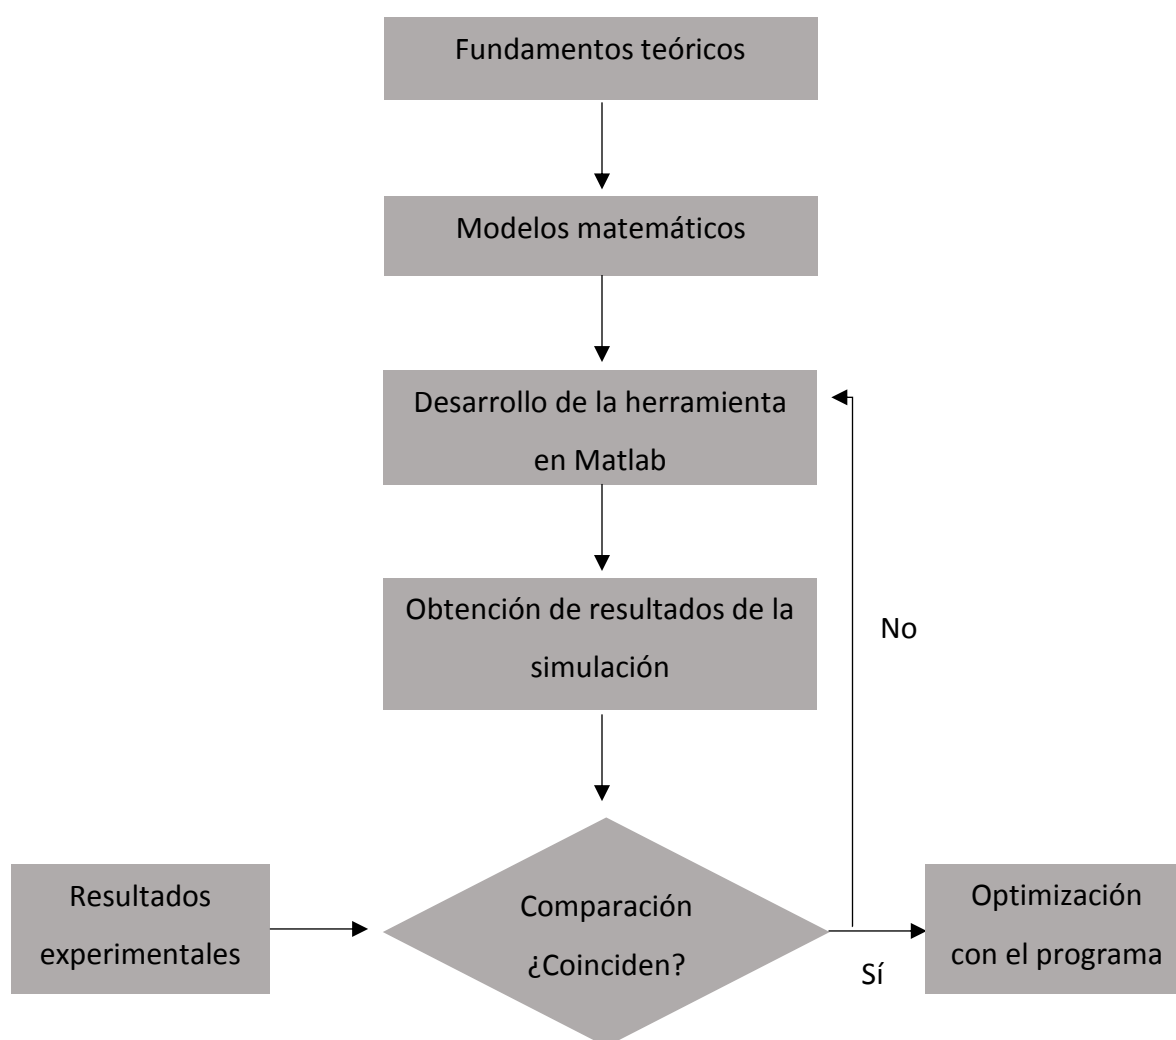 Fundamentos teóricos
Modelos matemáticos
Desarrollo de la herramienta
en Matlab
Obtención de resultados de la
simulación
No
Resultados
experimentales
Comparación
¿Coinciden?
Sí
Optimización
con el programa